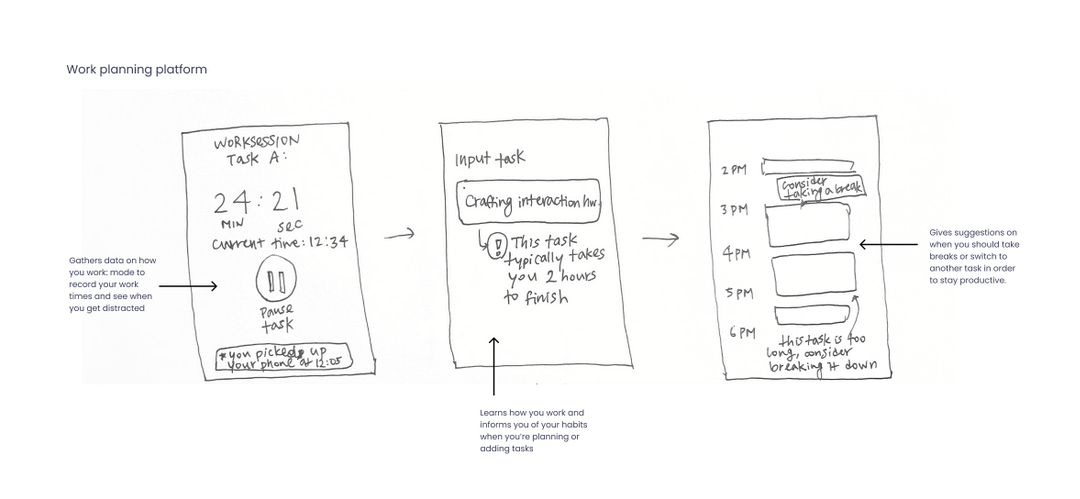 Work planning platform
WORKSESSION
Task A:
24:21
MIN sec
current time: 12:34
Pause
task
*you picked up
your phone at 12:05
Gathers data on how
you work: mode to
record your work
times and see when
you get distracted
Input task
Crafting interaction hw.
! This task
typically takes
you 2 hours
to finish
Learns how you work and
informs you of your habits
when you're planning or
adding tasks
2 PM
consider
taking a break
3 PM
4 PM
5 PM
6 PM
this task is too
long, consider
breaking it down
Gives suggestions on
when you should take
breaks or switch to
another task in order
to stay productive.